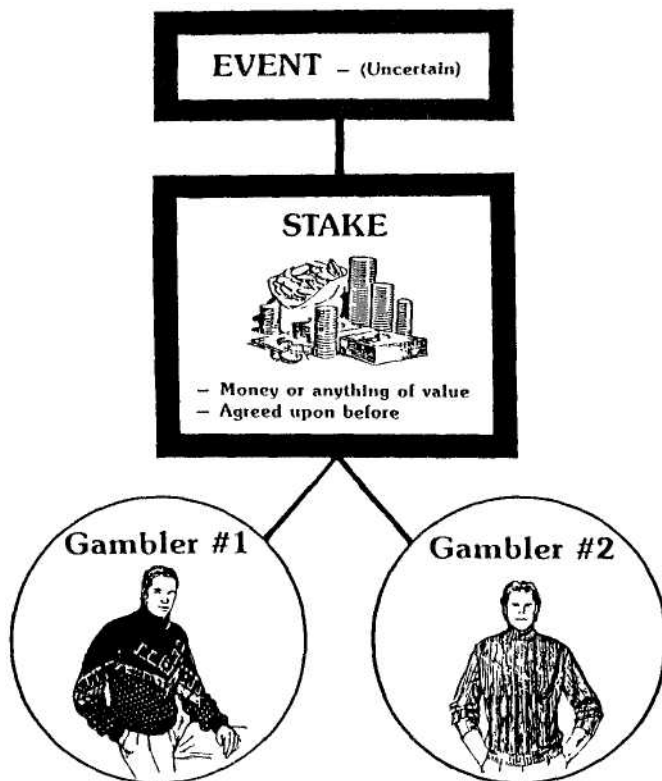 EVENT – (Uncertain)
STAKE
– Money or anything of value
– Agreed upon before
Gambler #1
Gambler #2